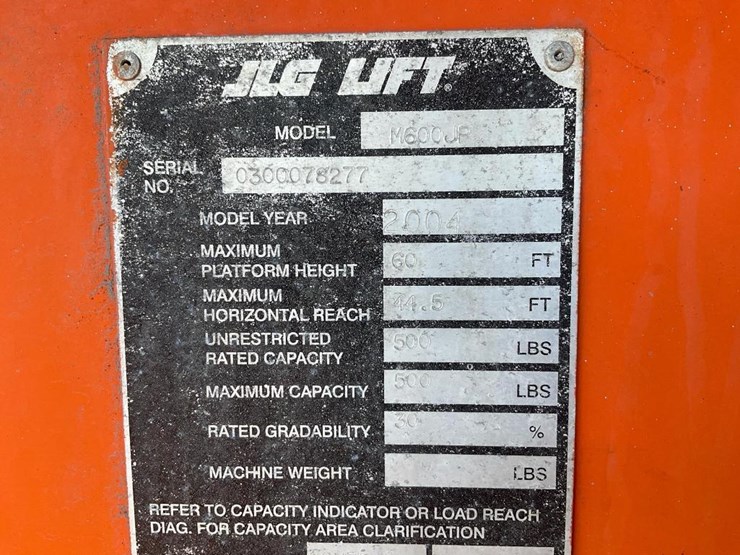 JLG LIFT®
MODEL M600JP
SERIAL NO. 0300078277
MODEL YEAR 2004
MAXIMUM
PLATFORM HEIGHT 60 FT
MAXIMUM
HORIZONTAL REACH 44.5 FT
UNRESTRICTED
RATED CAPACITY 500 LBS
MAXIMUM CAPACITY 500 LBS
RATED GRADABILITY 30 %
MACHINE WEIGHT LBS
REFER TO CAPACITY INDICATOR OR LOAD REACH
DIAG. FOR CAPACITY AREA CLARIFICATION